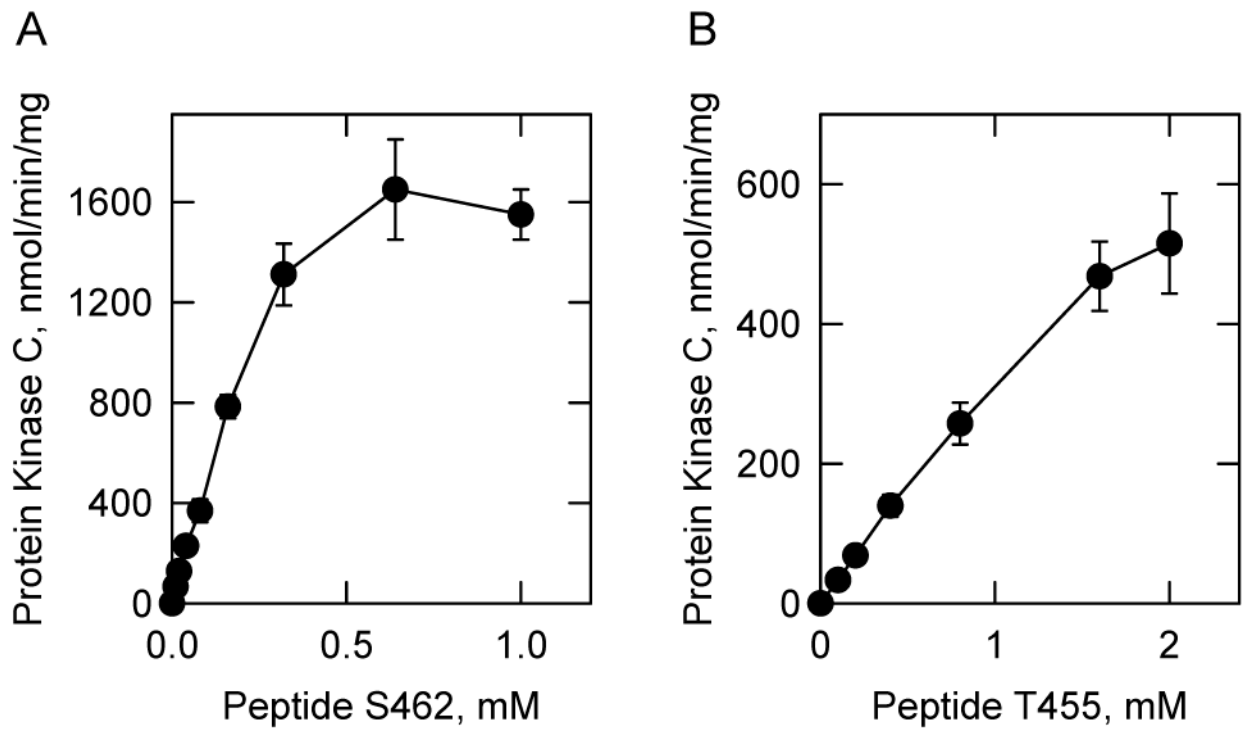 A
Protein Kinase C, nmol/min/mg
1600
1200
800
400
0
0.0 0.5 1.0
Peptide S462, mM
B
Protein Kinase C, nmol/min/mg
600
400
200
0
0 1 2
Peptide T455, mM